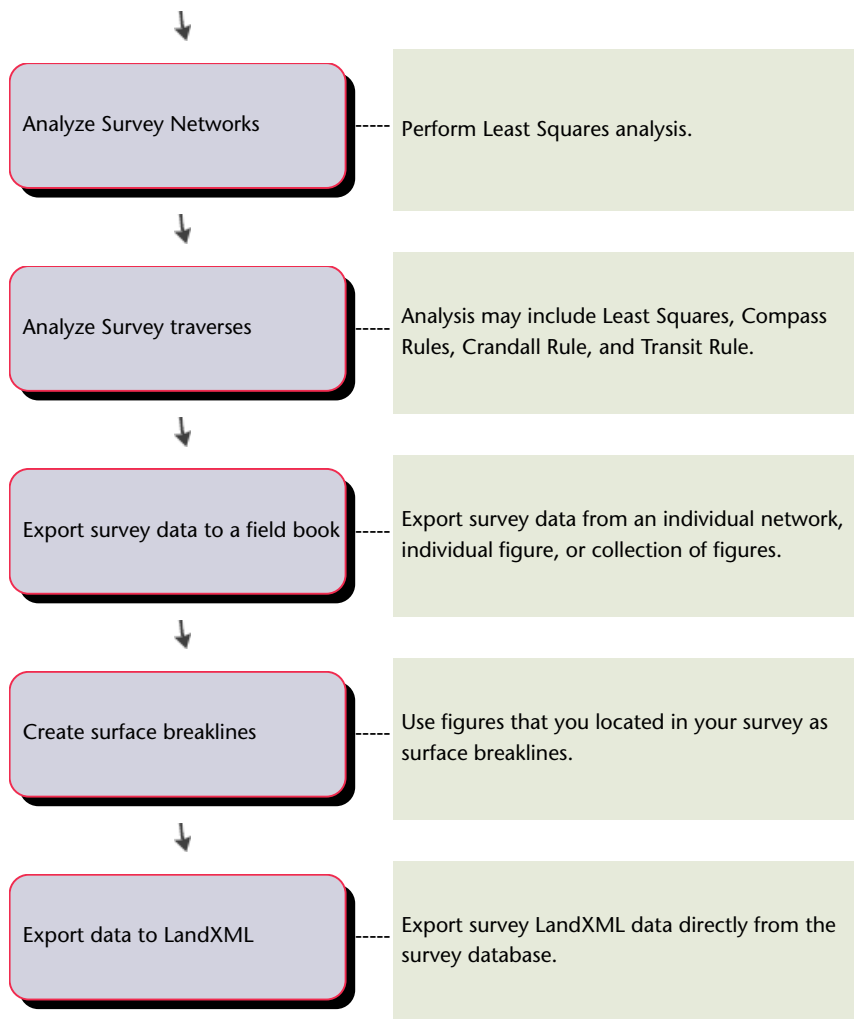 Analyze Survey Networks
Perform Least Squares analysis.
Analyze Survey traverses
Analysis may include Least Squares, Compass
Rules, Crandall Rule, and Transit Rule.
Export survey data to a field book
Export survey data from an individual network,
individual figure, or collection of figures.
Create surface breaklines
Use figures that you located in your survey as
surface breaklines.
Export data to LandXML
Export survey LandXML data directly from the
survey database.